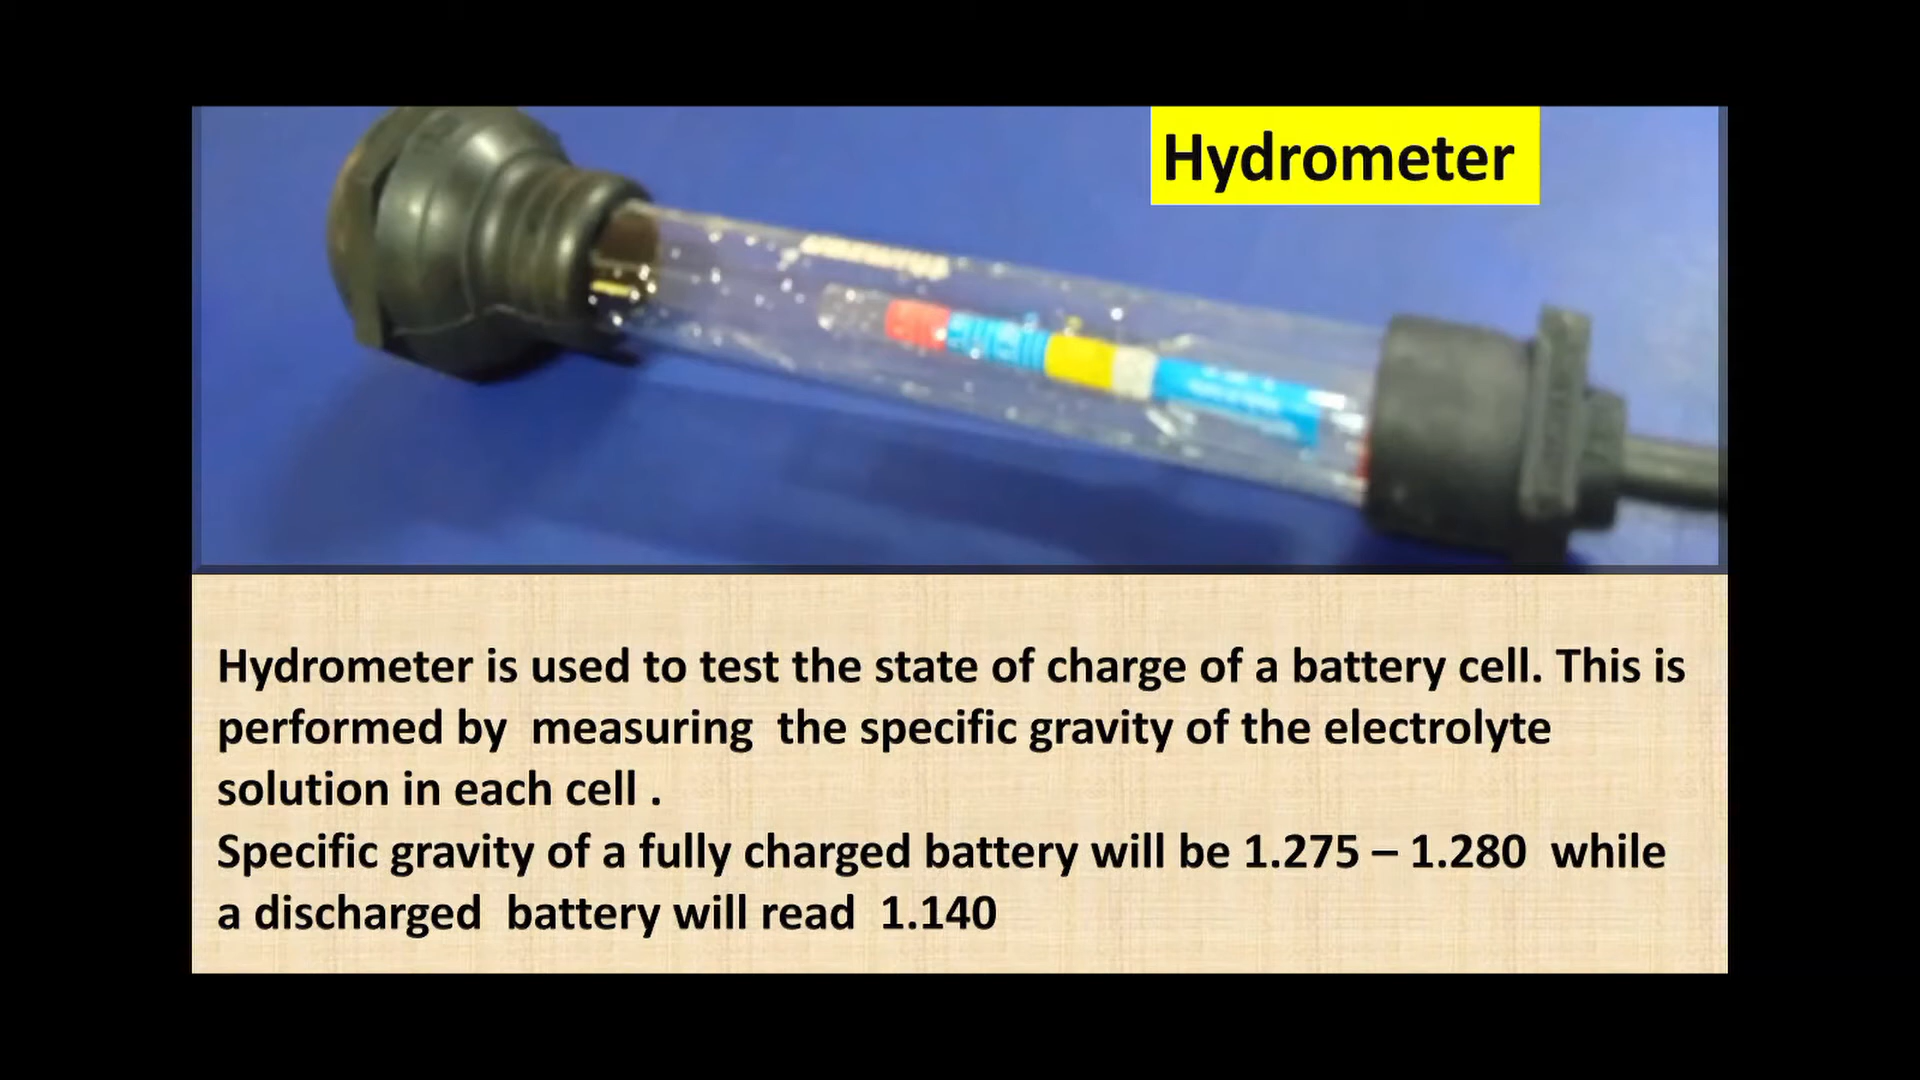 Hydrometer
Hydrometer is used to test the state of charge of a battery cell. This is
performed by measuring the specific gravity of the electrolyte
solution in each cell .
Specific gravity of a fully charged battery will be 1.275 – 1.280 while
a discharged battery will read 1.140